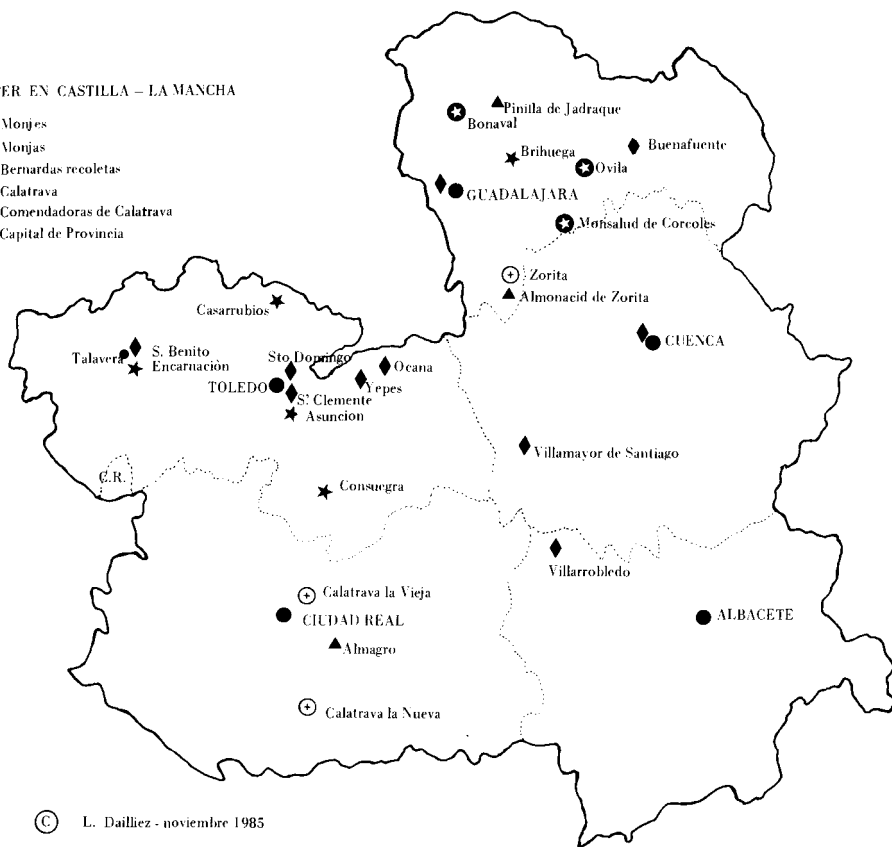 ER EN CASTILLA – LA MANCHA
Monjes
Monjas
Bernardas recoletas
Calatrava
Comendadoras de Calatrava
Capital de Provincia
Pinilla de Jadraque
Bonaval
Brihuega
Buenafuente
Ovila
GUADALAJARA
Monsalud de Corcoles
Zorita
Almonacid de Zorita
Casarrubios
CUENCA
Talavera
S. Benito
Encarnaciòn
Sto Domingo
Ocana
TOLEDO
Yepes
Sᵗ Clemente
Asuncion
Villamayor de Santiago
C.R.
Consuegra
Villarrobledo
Calatrava la Vieja
CIUDAD REAL
ALBACETE
Almagro
Calatrava la Nueva
© L. Dailliez - noviembre 1985